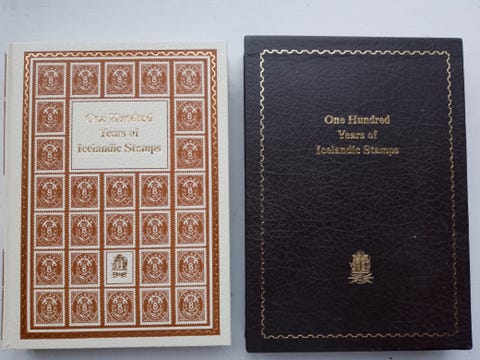 One Hundred
Years of
Icelandic Stamps
One Hundred
Years of
Icelandic Stamps